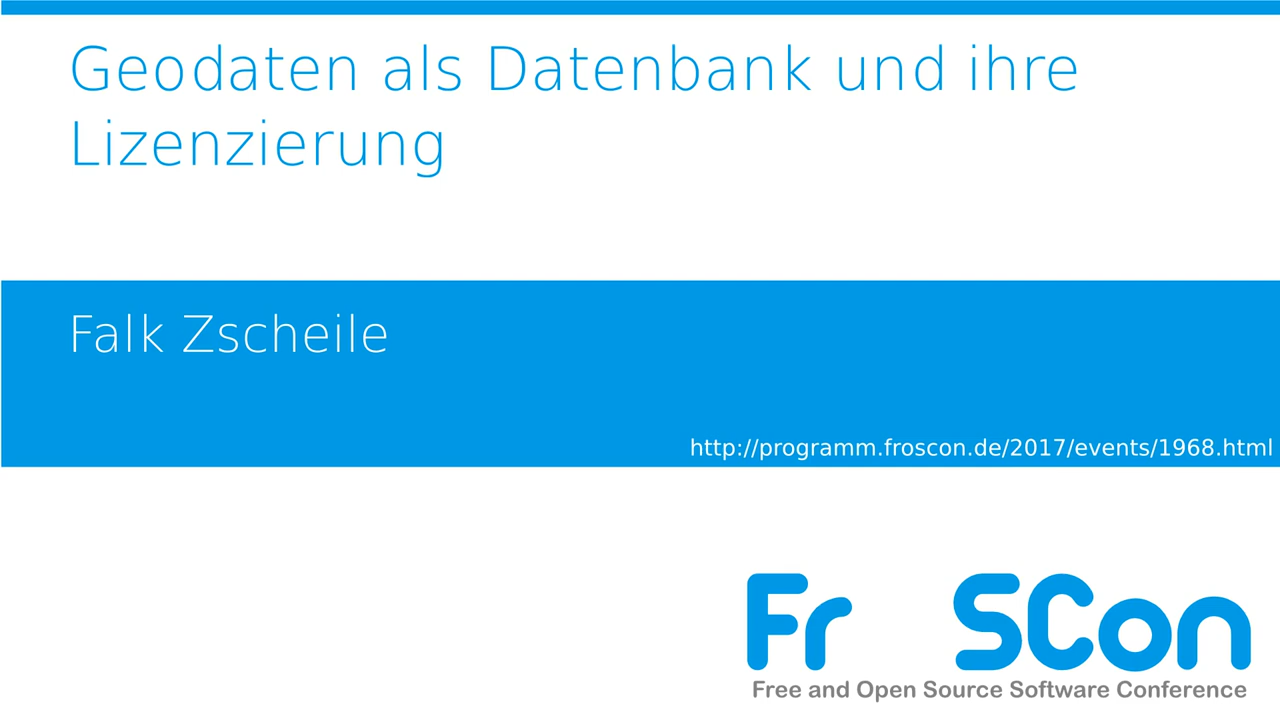 Geodaten als Datenbank und ihre
Lizenzierung
Falk Zscheile
http://programm.froscon.de/2017/events/1968.html
Fr SCon
Free and Open Source Software Conference